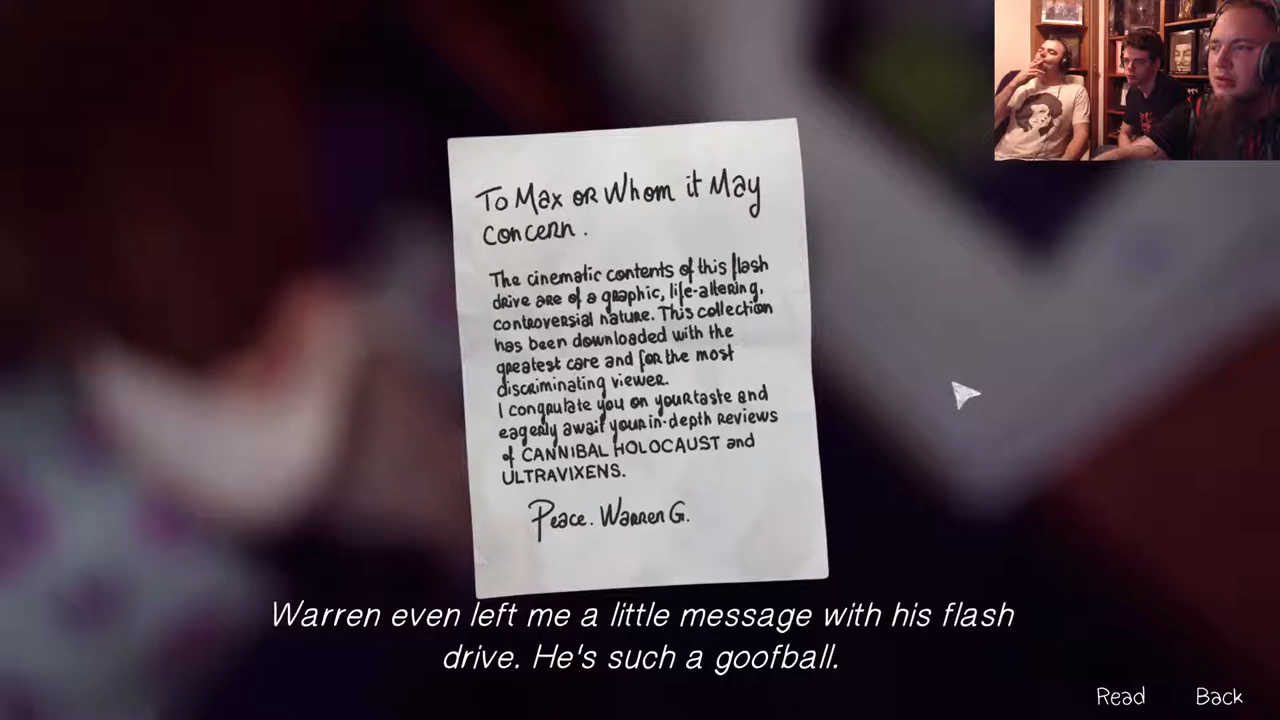 To Max or Whom it May
concern.
The cinematic contents of this flash
drive are of a graphic, life-altering,
controversial nature. This collection
has been downloaded with the
greatest care and for the most
discriminating viewer.
I congrulate you on your taste and
eagerly await your in-depth reviews
of CANNIBAL HOLOCAUST and
ULTRAVIXENS.
Peace. Warren G.
Warren even left me a little message with his flash
drive. He's such a goofball.
Read Back